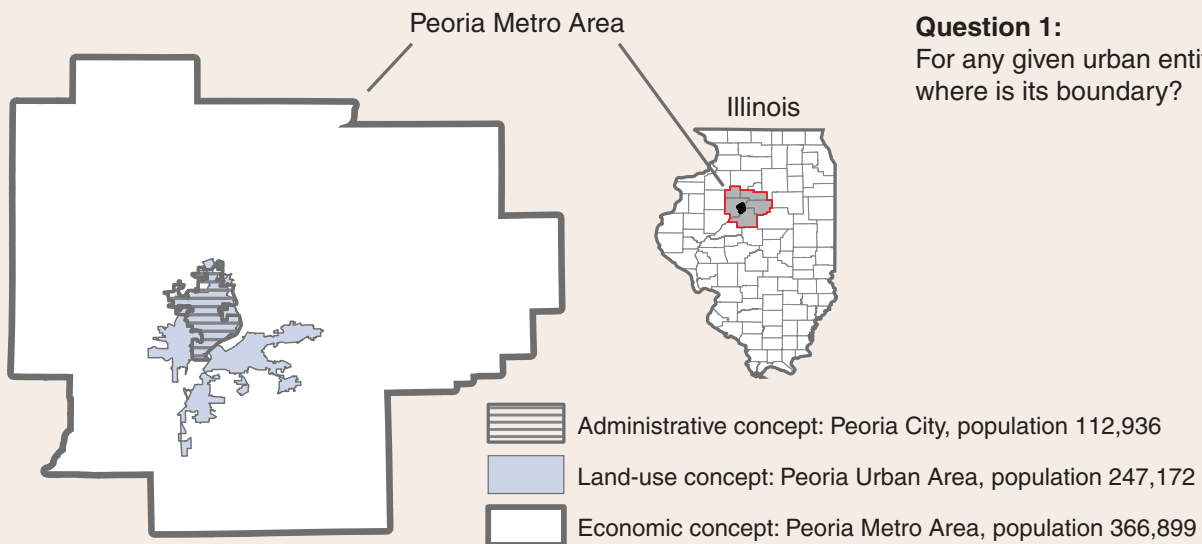 Peoria Metro Area
Question 1:
For any given urban
where is its boundary?
Illinois
Administrative concept: Peoria City, population 112,936
Land-use concept: Peoria Urban Area, population 247,172
Economic concept: Peoria Metro Area, population 366,899